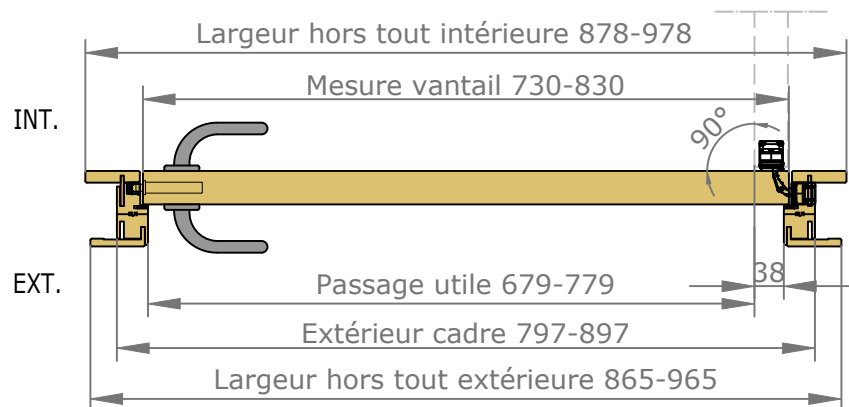 Largeur hors tout intérieure 878-978
Mesure vantail 730-830
INT.
90°
EXT.
38
Passage utile 679-779
Extérieur cadre 797-897
Largeur hors tout extérieure 865-965